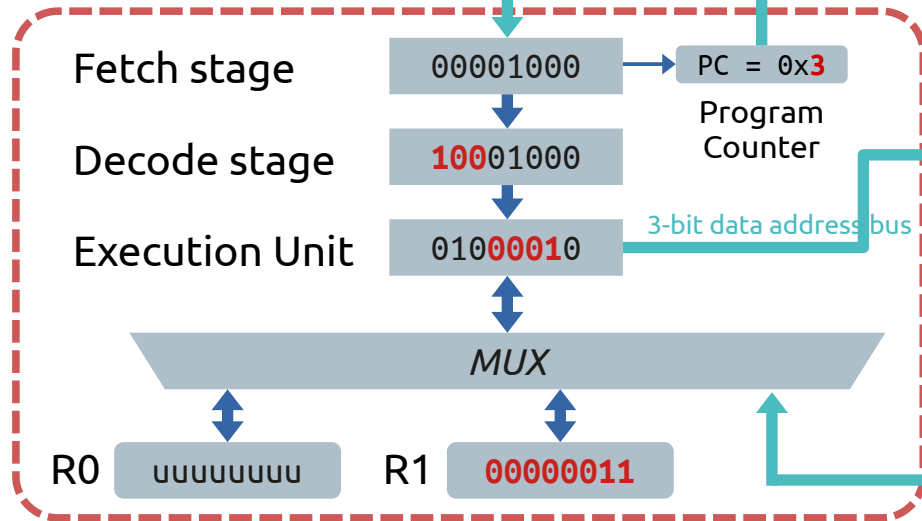 Fetch stage
00001000
PC = 0x3
Program
Counter
Decode stage
10001000
3-bit data address bus
Execution Unit
01000010
MUX
R0
uuuuuuuu
R1
00000011